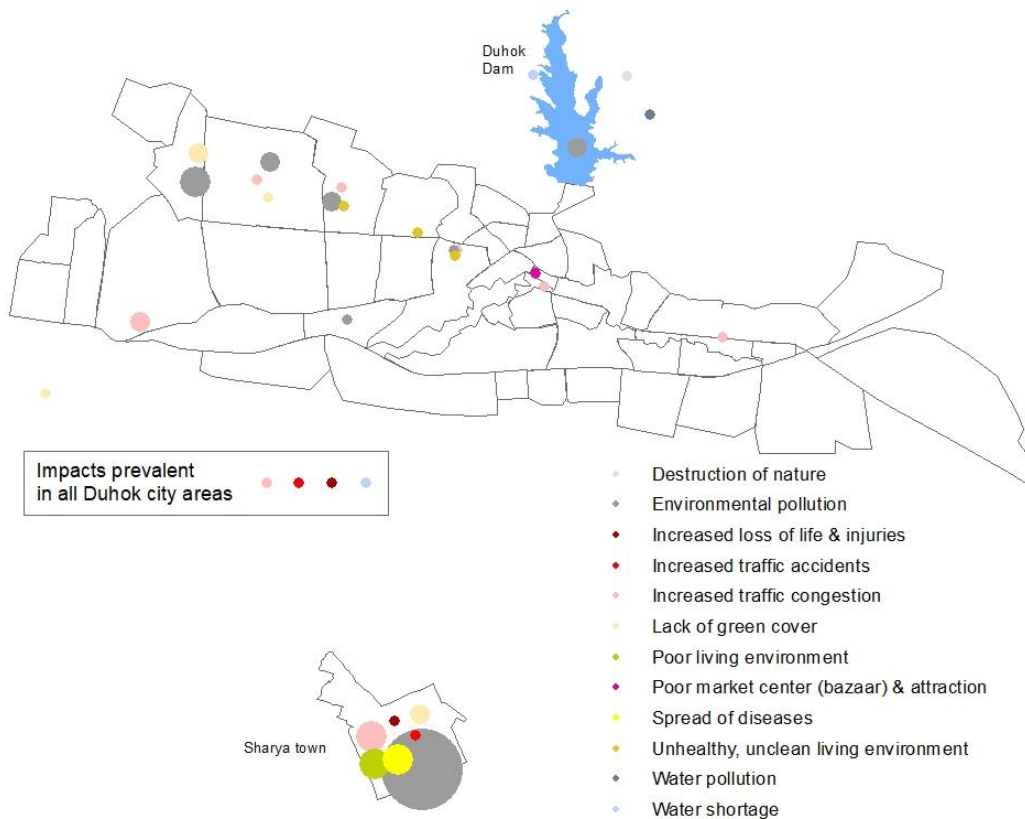 Duhok
Dam
Impacts prevalent
in all Duhok city areas
Destruction of nature
Environmental pollution
Increased loss of life & injuries
Increased traffic accidents
Increased traffic congestion
Lack of green cover
Poor living environment
Poor market center (bazaar) & attraction
Spread of diseases
Unhealthy, unclean living environment
Water pollution
Water shortage
Sharya town